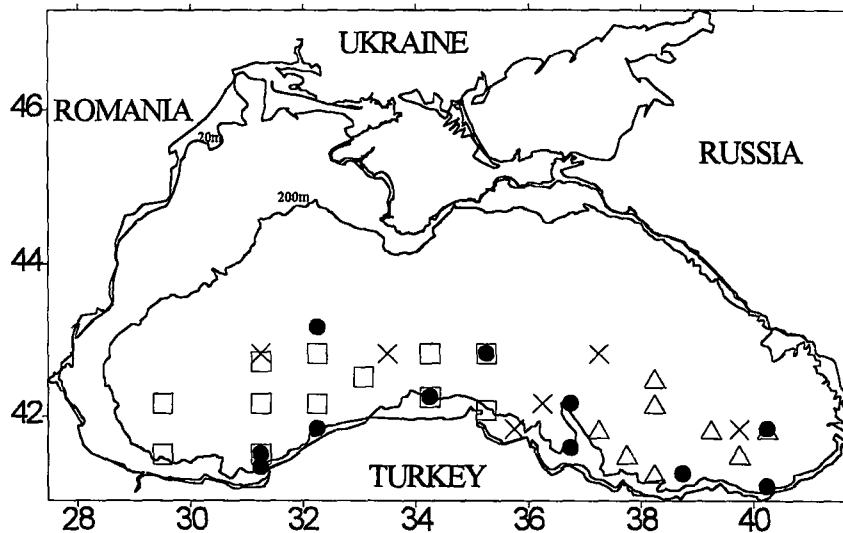 UKRAINE
ROMANIA
46
20m
RUSSIA
200m
44
42
TURKEY
28 30 32 34 36 38 40